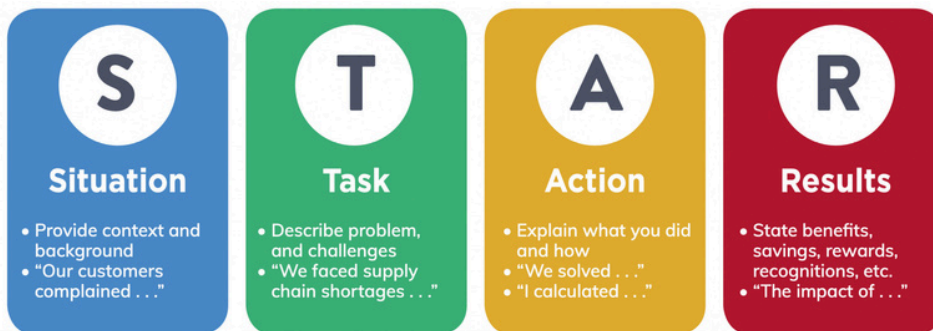 S
Situation
• Provide context and
background
• “Our customers
complained . . .”
T
Task
• Describe problem,
and challenges
• “We faced supply
chain shortages . . .”
A
Action
• Explain what you did
and how
• “We solved . . .”
• “I calculated . . .”
R
Results
• State benefits,
savings, rewards,
recognitions, etc.
• “The impact of . . .”